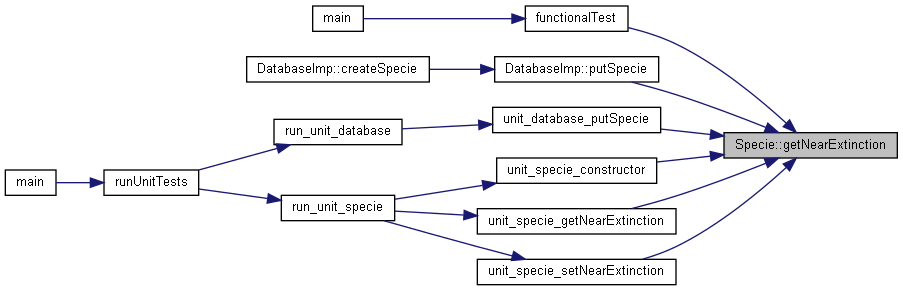 main
functionalTest
DatabaseImp::createSpecie
DatabaseImp::putSpecie
run_unit_database
unit_database_putSpecie
Specie::getNearExtinction
main
runUnitTests
run_unit_specie
unit_specie_constructor
unit_specie_getNearExtinction
unit_specie_setNearExtinction